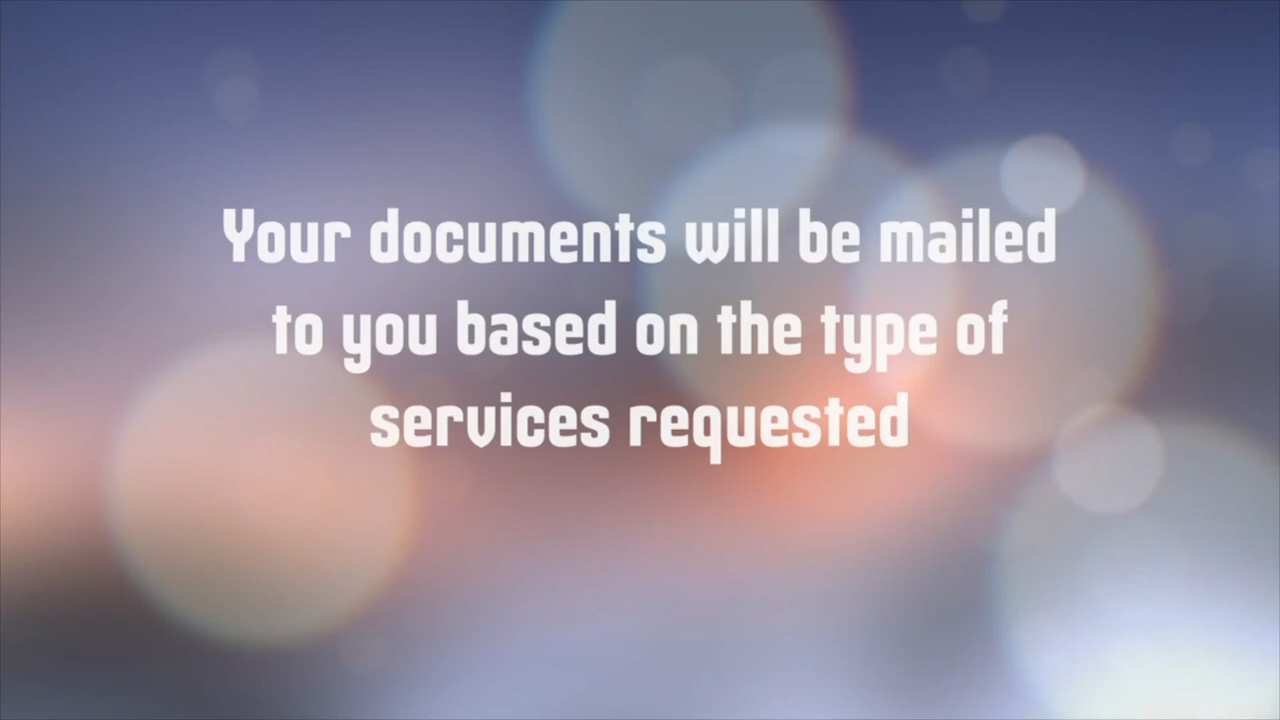 Your documents will be mailed
to you based on the type of
services requested